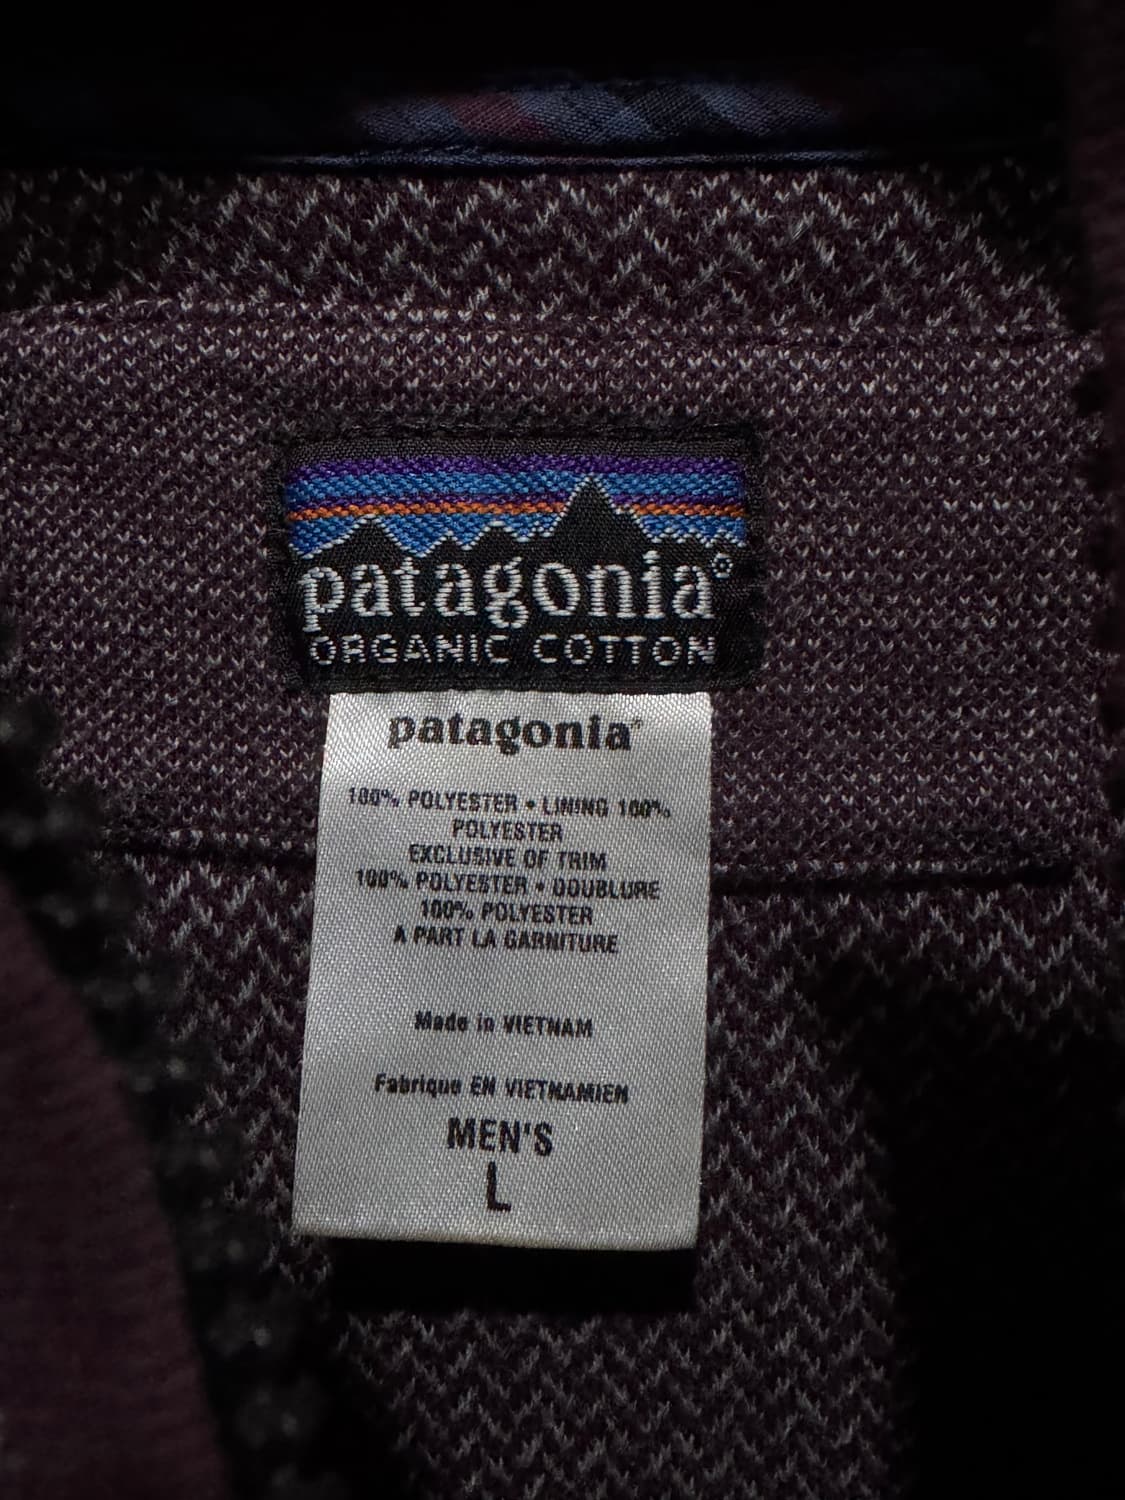 patagonia®
ORGANIC COTTON
patagonia®
100% POLYESTER • LINING 100%
POLYESTER
EXCLUSIVE OF TRIM
100% POLYESTER • DOUBLURE
100% POLYESTER
A PART LA GARNITURE
Made in VIETNAM
Fabrique EN VIETNAMIEN
MEN'S
L